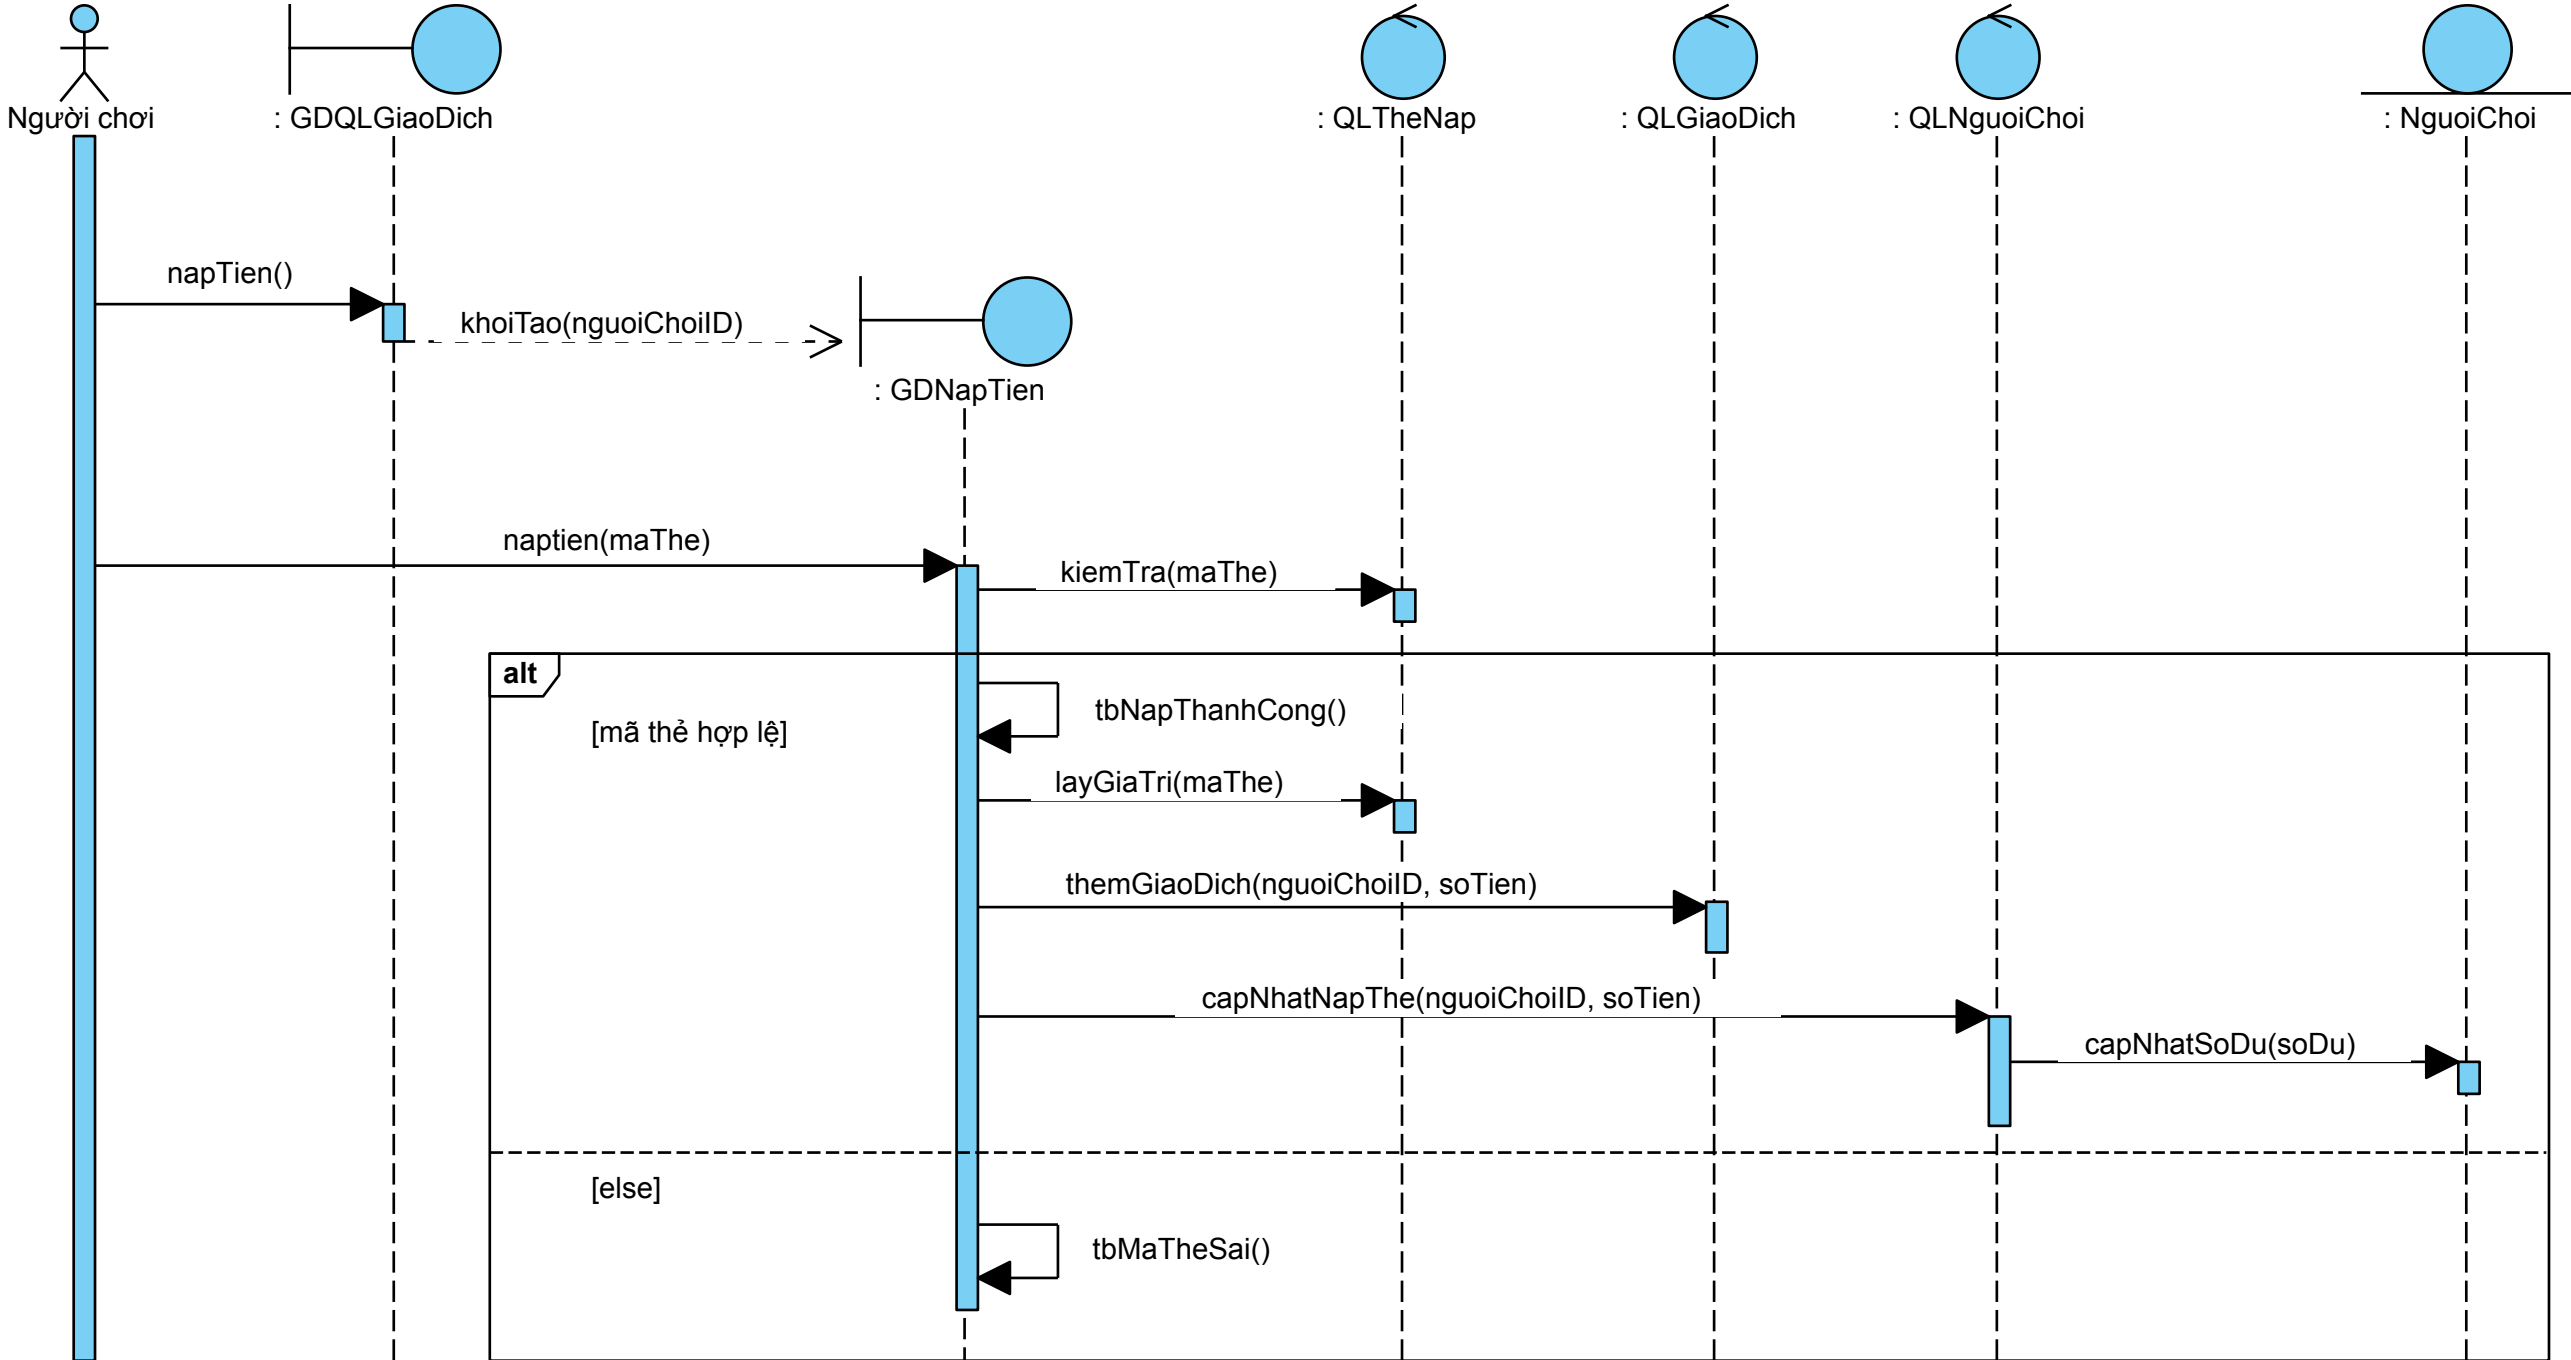 Người chơi
: GDQLGiaoDich
: QLTheNap
: QLGiaoDich
: QLNguoiChoi
: NguoiChoi
napTien()
khoiTao(nguoiChoiID)
: GDNapTien
naptien(maThe)
kiemTra(maThe)
alt
[mã thẻ hợp lệ]
tbNapThanhCong()
layGiaTri(maThe)
themGiaoDich(nguoiChoiID, soTien)
capNhatNapThe(nguoiChoiID, soTien)
capNhatSoDu(soDu)
[else]
tbMaTheSai()